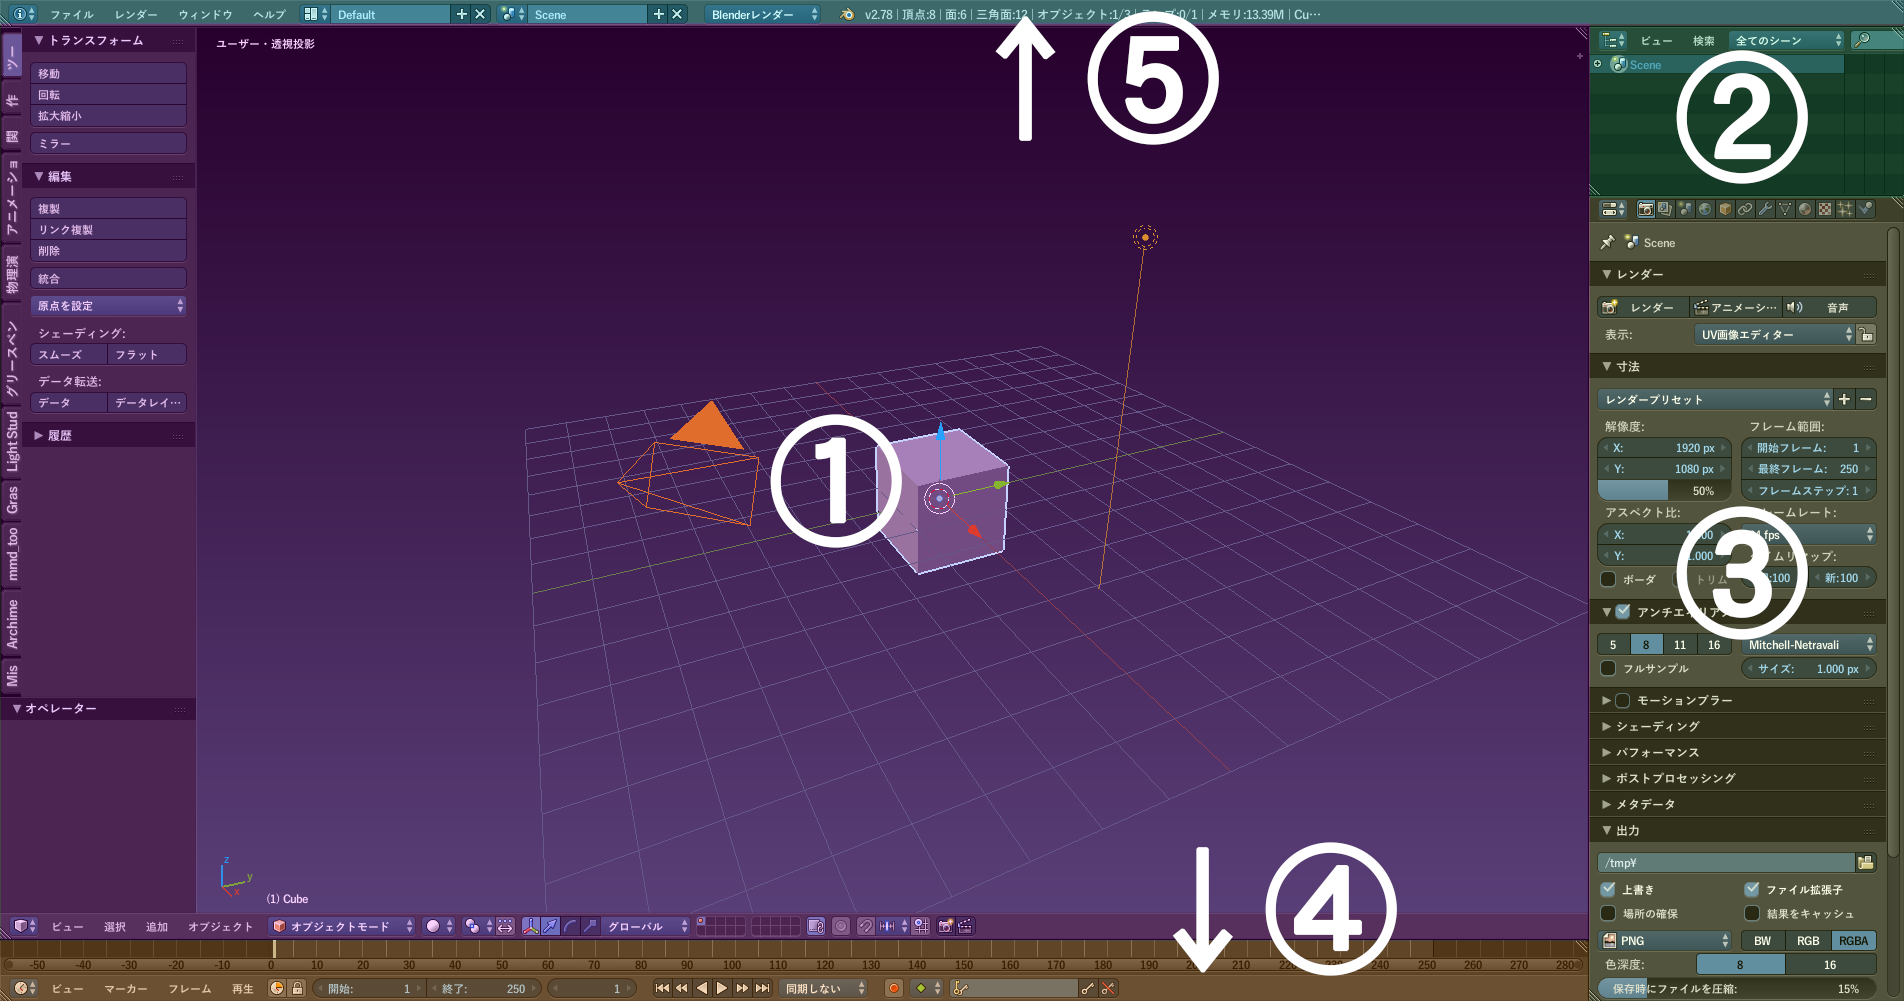 ファイル レンダー ウィンドウ ヘルプ Default Scene Blenderレンダー v2.78 | 頂点:8 | 面:6 | 三角面:12 | オブジェクト:1/3 | ランプ:0/1 | メモリ:13.39M | Cu…
ツー
作
関
アニメーショ
物理演
グリースペン
Light Stud
Gras
mmd_too
Archime
Mis
トランスフォーム
移動
回転
拡大縮小
ミラー
編集
複製
リンク複製
削除
統合
原点を設定
シェーディング:
スムーズ フラット
データ転送:
データ データレイ…
履歴
オペレーター
ユーザー・透視投影
⑤
①
④
z
y
x
(1) Cube
ビュー 選択 追加 オブジェクト オブジェクトモード グローバル
-50 -40 -30 -20 -10 0 10 20 30 40 50 60 70 80 90 100 110 120 130 140 150 160 170 180 190 200 210 220 230 240 250 260 270 280
ビュー マーカー フレーム 再生 開始: 1 終了: 250 1 同期しない
ビュー 検索 全てのシーン
Scene
②
Scene
レンダー
レンダー アニメーシ… 音声
表示: UV画像エディター
寸法
レンダープリセット
解像度: フレーム範囲:
X: 1920 px 開始フレーム: 1
Y: 1080 px 最終フレーム: 250
50% フレームステップ: 1
アスペクト比: レート:
X: fps
Y: 1.000
ボーダ トリム :100 新:100
③
アンチエイリアス
5 8 11 16 Mitchell-Netravali
フルサンプル サイズ: 1.000 px
モーションブラー
シェーディング
パフォーマンス
ポストプロセッシング
メタデータ
出力
/tmp¥
上書き ファイル拡張子
場所の確保 結果をキャッシュ
PNG BW RGB RGBA
色深度: 8 16
保存時にファイルを圧縮: 15%